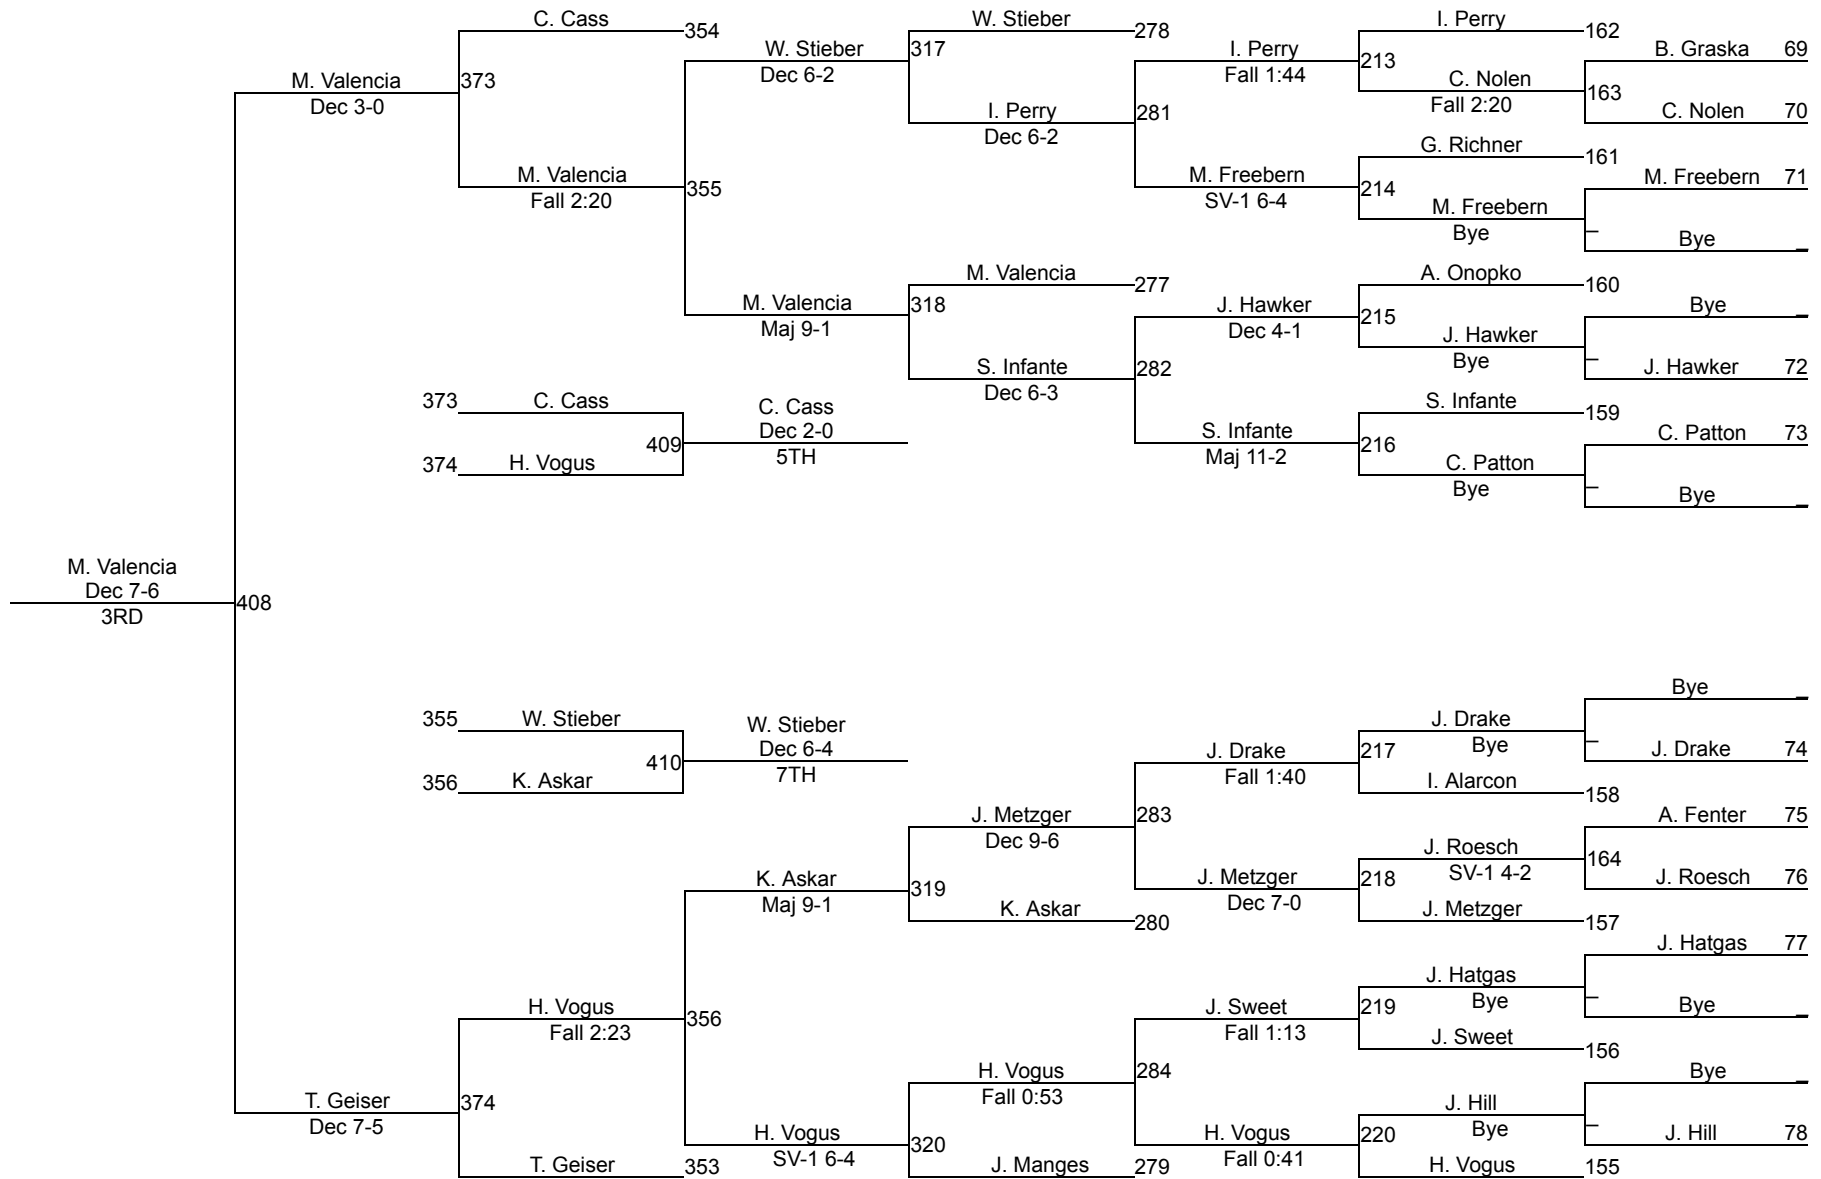 C. Cass
354
W. Stieber
278
I. Perry
162
W. Stieber
Dec 6-2
317
I. Perry
Fall 1:44
213
B. Graska 69
M. Valencia
Dec 3-0
373
C. Nolen
Fall 2:20
163
I. Perry
Dec 6-2
281
C. Nolen 70
G. Richner
161
M. Valencia
Fall 2:20
355
M. Freebern
SV-1 6-4
214
M. Freebern 71
M. Freebern
Bye
_
Bye _
M. Valencia
277
A. Onopko
160
M. Valencia
Maj 9-1
318
J. Hawker
Dec 4-1
215
Bye _
J. Hawker
Bye
_
S. Infante
Dec 6-3
282
J. Hawker 72
373 C. Cass
C. Cass
Dec 2-0
5TH
409
374 H. Vogus
S. Infante
159
S. Infante
Maj 11-2
216
C. Patton 73
C. Patton
Bye
_
Bye _
M. Valencia
Dec 7-6
3RD
408
Bye _
355 W. Stieber
W. Stieber
Dec 6-4
7TH
410
356 K. Askar
J. Drake
Bye
_
J. Drake
Fall 1:40
217
J. Drake 74
I. Alarcon
158
J. Metzger
Dec 9-6
283
A. Fenter 75
J. Roesch
SV-1 4-2
164
K. Askar
Maj 9-1
319
J. Metzger
Dec 7-0
218
J. Roesch 76
K. Askar
280
J. Metzger
157
J. Hatgas 77
J. Hatgas
Bye
_
H. Vogus
Fall 2:23
356
J. Sweet
Fall 1:13
219
Bye _
J. Sweet
156
H. Vogus
Fall 0:53
284
Bye _
T. Geiser
Dec 7-5
374
J. Hill
Bye
_
H. Vogus
SV-1 6-4
320
H. Vogus
Fall 0:41
220
J. Hill 78
T. Geiser
353
J. Manges
279
H. Vogus
155